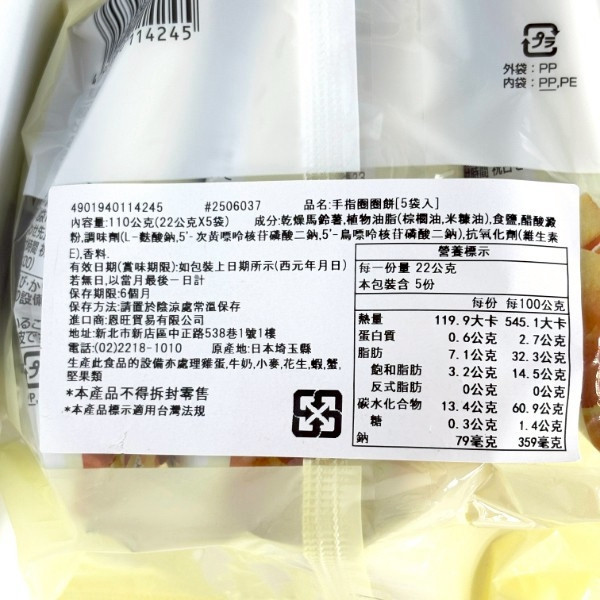 114245
プラ
外袋：PP
内袋：PP,PE
4901940114245 #2506037 品名:手指圈圈餅[5袋入]
內容量:110公克(22公克X5袋) 成分:乾燥馬鈴薯,植物油脂(棕櫚油,米糠油),食鹽,醋酸澱
粉,調味劑(L-麩酸鈉,5'-次黃嘌呤核苷磷酸二鈉,5'-鳥嘌呤核苷磷酸二鈉),抗氧化劑(維生素
E),香料.
有效日期(賞味期限):如包裝上日期所示(西元年月日)
若無日,以當月最後一日計
保存期限:6個月
保存方法:請置於陰涼處常溫保存
進口商:恩旺貿易有限公司
地址:新北市新店區中正路538巷1號1樓
電話:(02)2218-1010 原產地:日本埼玉縣
生產此食品的設備亦處理雞蛋,牛奶,小麥,花生,蝦,蟹,
堅果類
*本產品不得拆封零售
*本產品標示適用台灣法規
營養標示
每一份量 22公克
本包裝含 5份
每份 每100公克
熱量 119.9大卡 545.1大卡
蛋白質 0.6公克 2.7公克
脂肪 7.1公克 32.3公克
飽和脂肪 3.2公克 14.5公克
反式脂肪 0公克 0公克
碳水化合物 13.4公克 60.9公克
糖 0.3公克 1.4公克
鈉 79毫克 359毫克